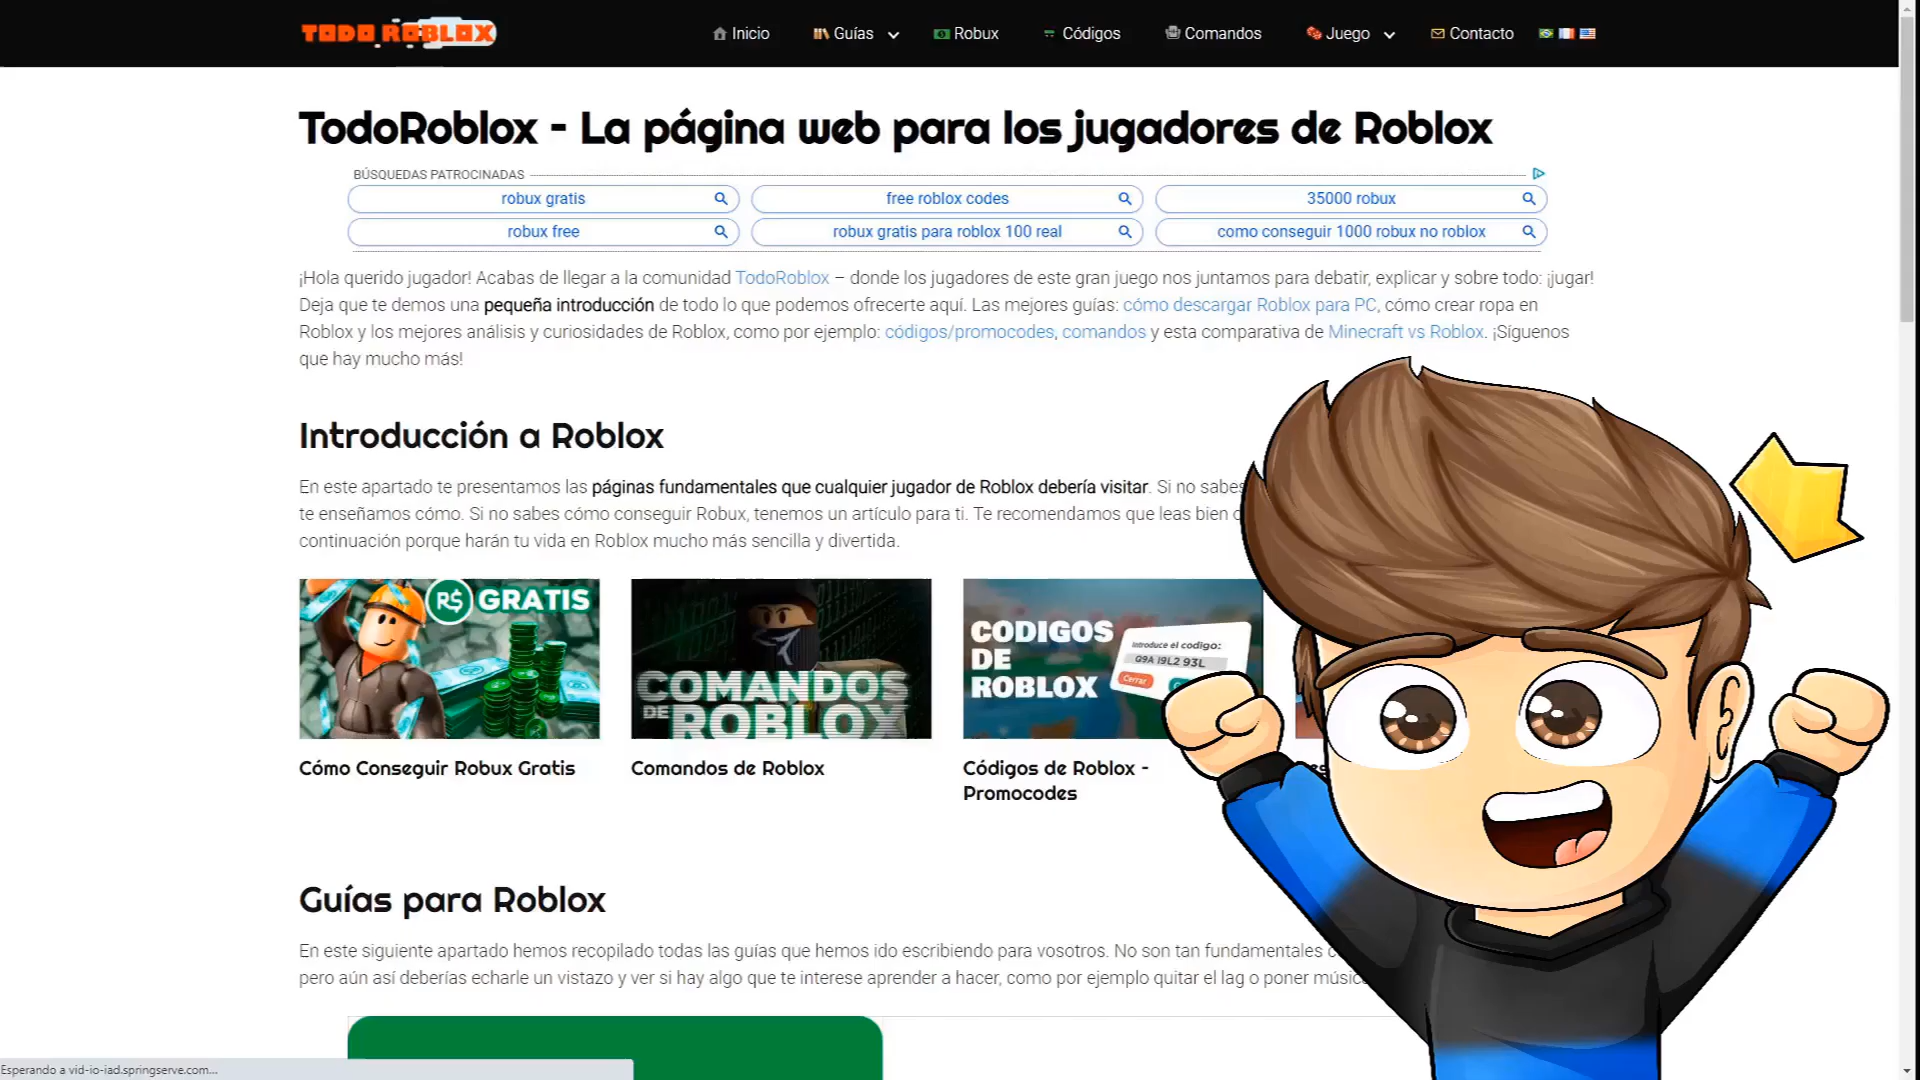 TODO ROBLOX
Inicio
Guías
Robux
Códigos
Comandos
Juego
Contacto
TodoRoblox - La página web para los jugadores de Roblox
BÚSQUEDAS PATROCINADAS
robux gratis
free roblox codes
35000 robux
robux free
robux gratis para roblox 100 real
como conseguir 1000 robux no roblox
¡Hola querido jugador! Acabas de llegar a la comunidad TodoRoblox – donde los jugadores de este gran juego nos juntamos para debatir, explicar y sobre todo: ¡jugar!
Deja que te demos una pequeña introducción de todo lo que podemos ofrecerte aquí. Las mejores guías: cómo descargar Roblox para PC, cómo crear ropa en
Roblox y los mejores análisis y curiosidades de Roblox, como por ejemplo: códigos/promocodes, comandos y esta comparativa de Minecraft vs Roblox. ¡Síguenos
que hay mucho más!
Introducción a Roblox
En este apartado te presentamos las páginas fundamentales que cualquier jugador de Roblox debería visitar. Si no sabes
te enseñamos cómo. Si no sabes cómo conseguir Robux, tenemos un artículo para ti. Te recomendamos que leas bien
continuación porque harán tu vida en Roblox mucho más sencilla y divertida.
R$ GRATIS
COMANDOS
DE ROBLOX
CODIGOS
DE
ROBLOX
Introduce el codigo:
G9A I9L2 93L
Cerrar
Cómo Conseguir Robux Gratis
Comandos de Roblox
Códigos de Roblox -
Promocodes
Guías para Roblox
En este siguiente apartado hemos recopilado todas las guías que hemos ido escribiendo para vosotros. No son tan fundamentales
pero aún así deberías echarle un vistazo y ver si hay algo que te interese aprender a hacer, como por ejemplo quitar el lag o poner música
Esperando a vid-io-iad.springserve.com...